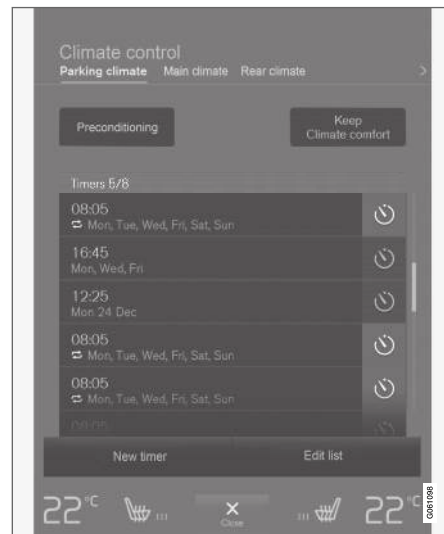 Climate control
Parking climate Main climate Rear climate >
Preconditioning
Keep
Climate comfort
Timers 5/8
08:05
Mon, Tue, Wed, Fri, Sat, Sun
16:45
Mon, Wed, Fri
12:25
Mon 24 Dec
08:05
Mon, Tue, Wed, Fri, Sat, Sun
08:05
Mon, Tue, Wed, Fri, Sat, Sun
08:05
New timer Edit list
22°C 22°C
Close
G061098